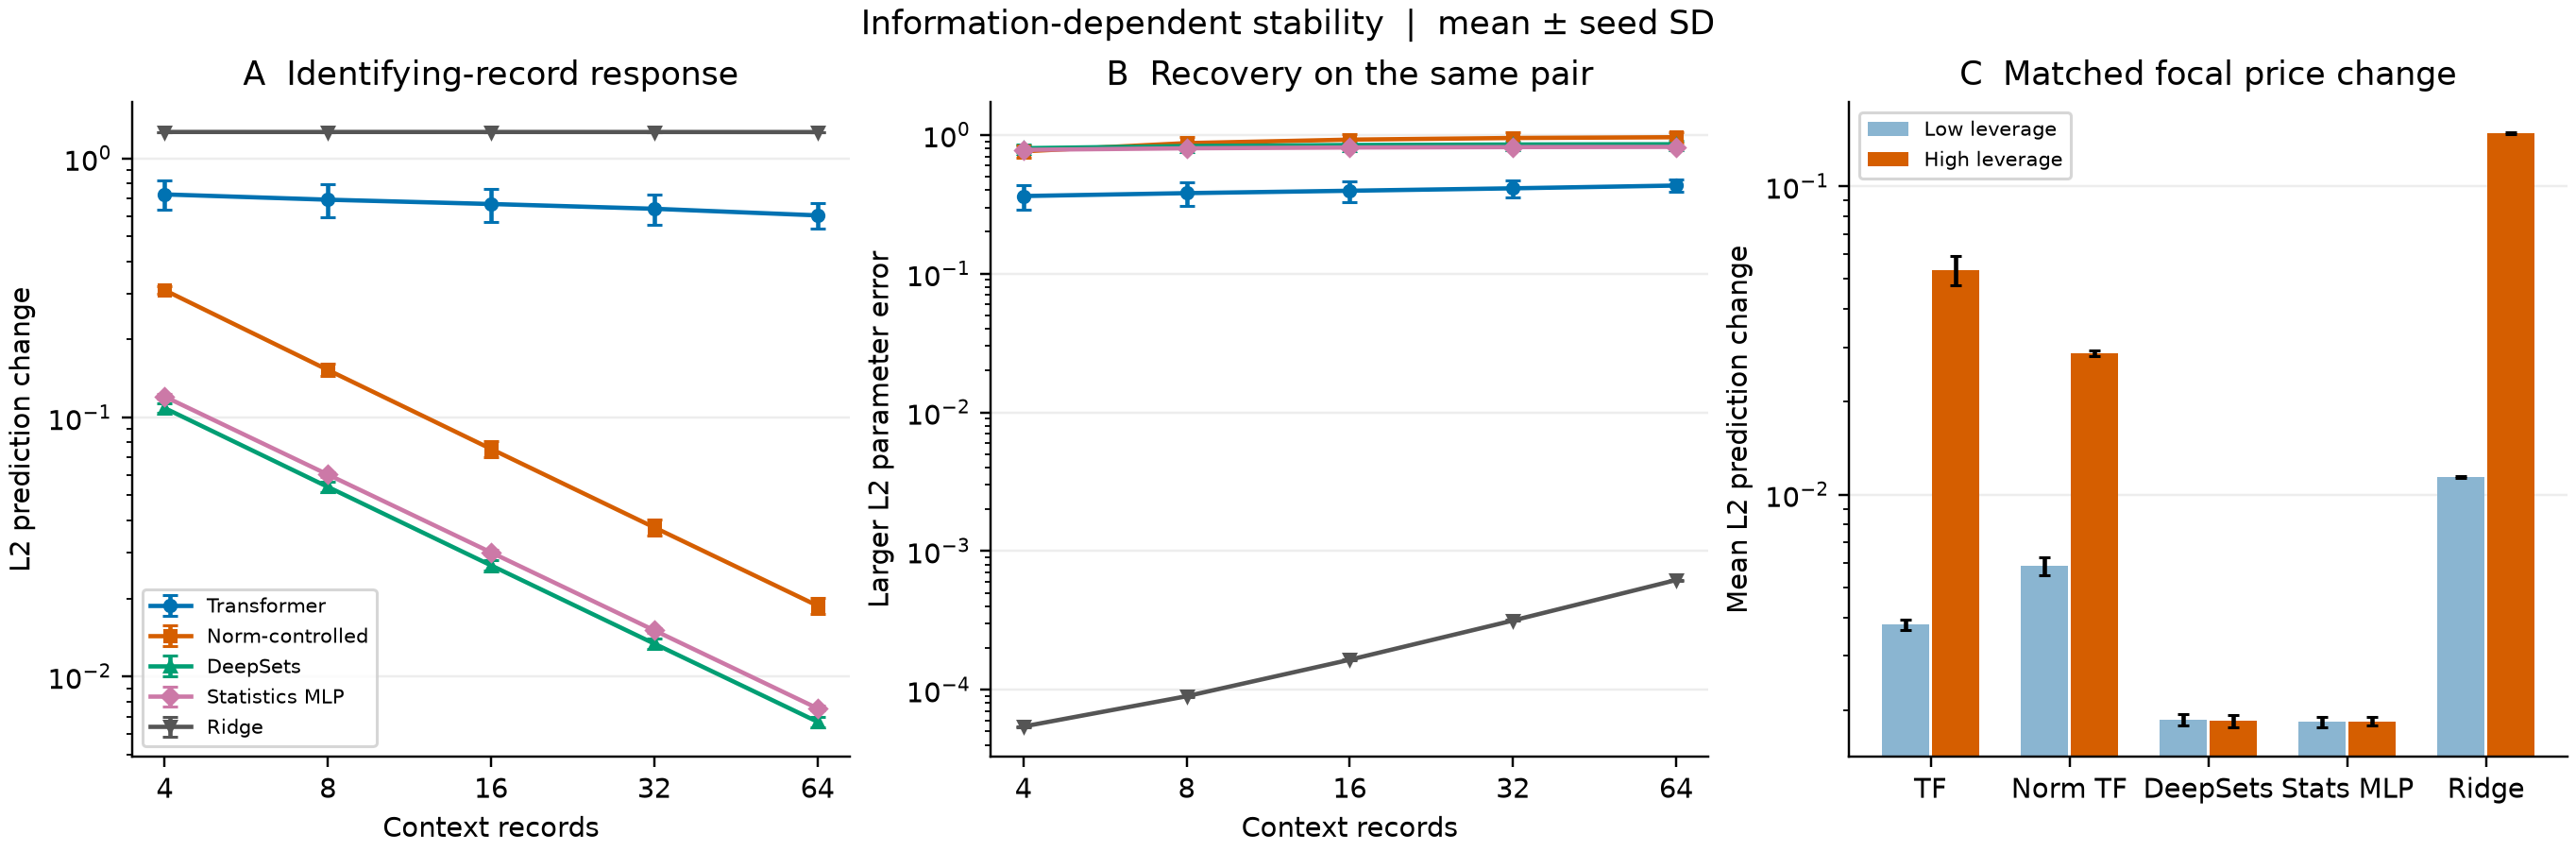 Information-dependent stability | mean ± seed SD
A Identifying-record response
L2 prediction change
10⁰
10⁻¹
10⁻²
Transformer
Norm-controlled
DeepSets
Statistics MLP
Ridge
4 8 16 32 64
Context records
B Recovery on the same pair
Larger L2 parameter error
10⁰
10⁻¹
10⁻²
10⁻³
10⁻⁴
4 8 16 32 64
Context records
C Matched focal price change
Mean L2 prediction change
Low leverage
High leverage
10⁻¹
10⁻²
TF Norm TF DeepSets Stats MLP Ridge